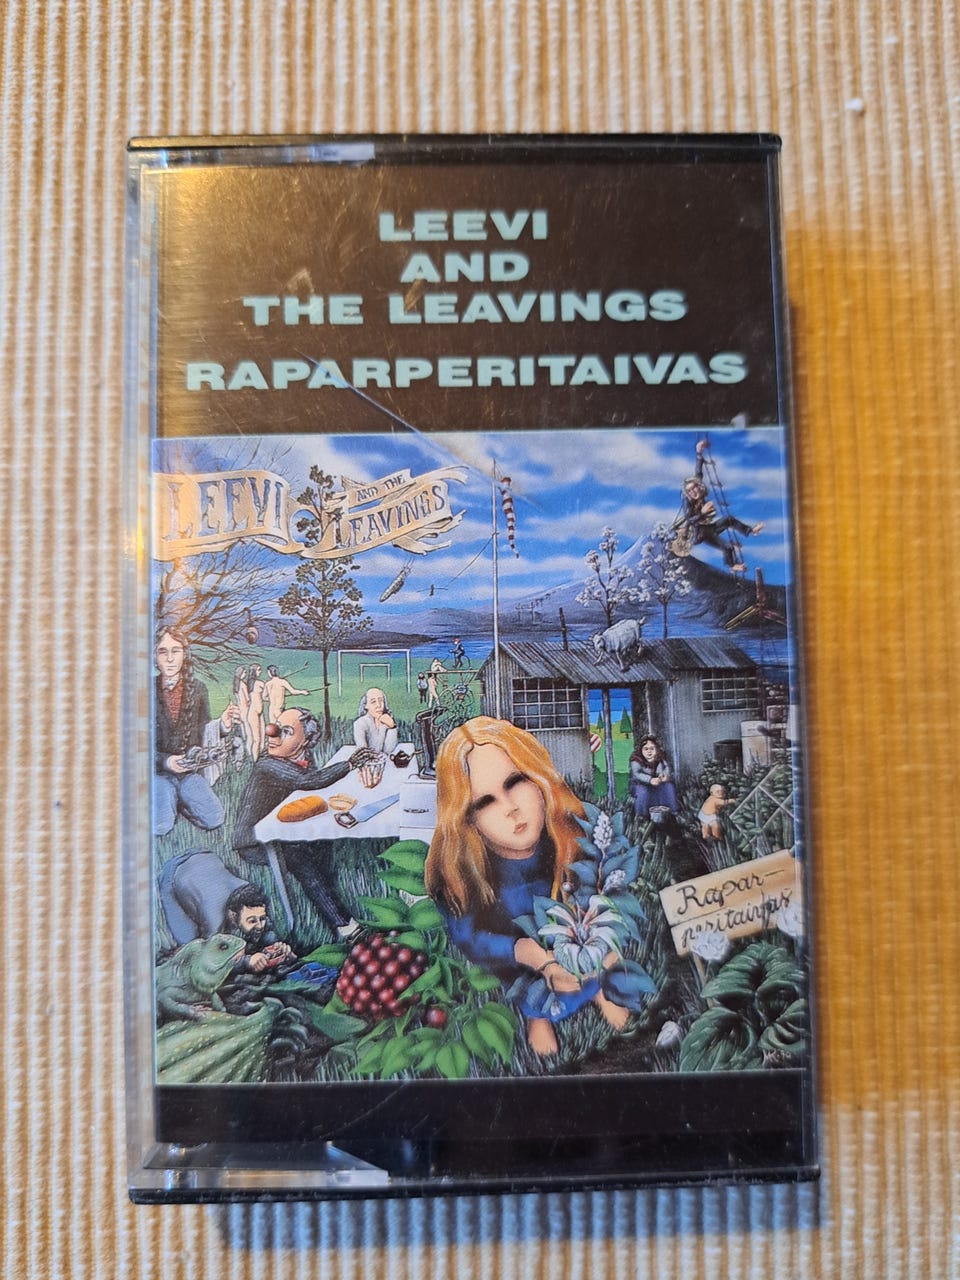 LEEVI
AND
THE LEAVINGS
RAPARPERITAIVAS
LEEVI AND THE
LEAVINGS
Rapar-
peritaivas